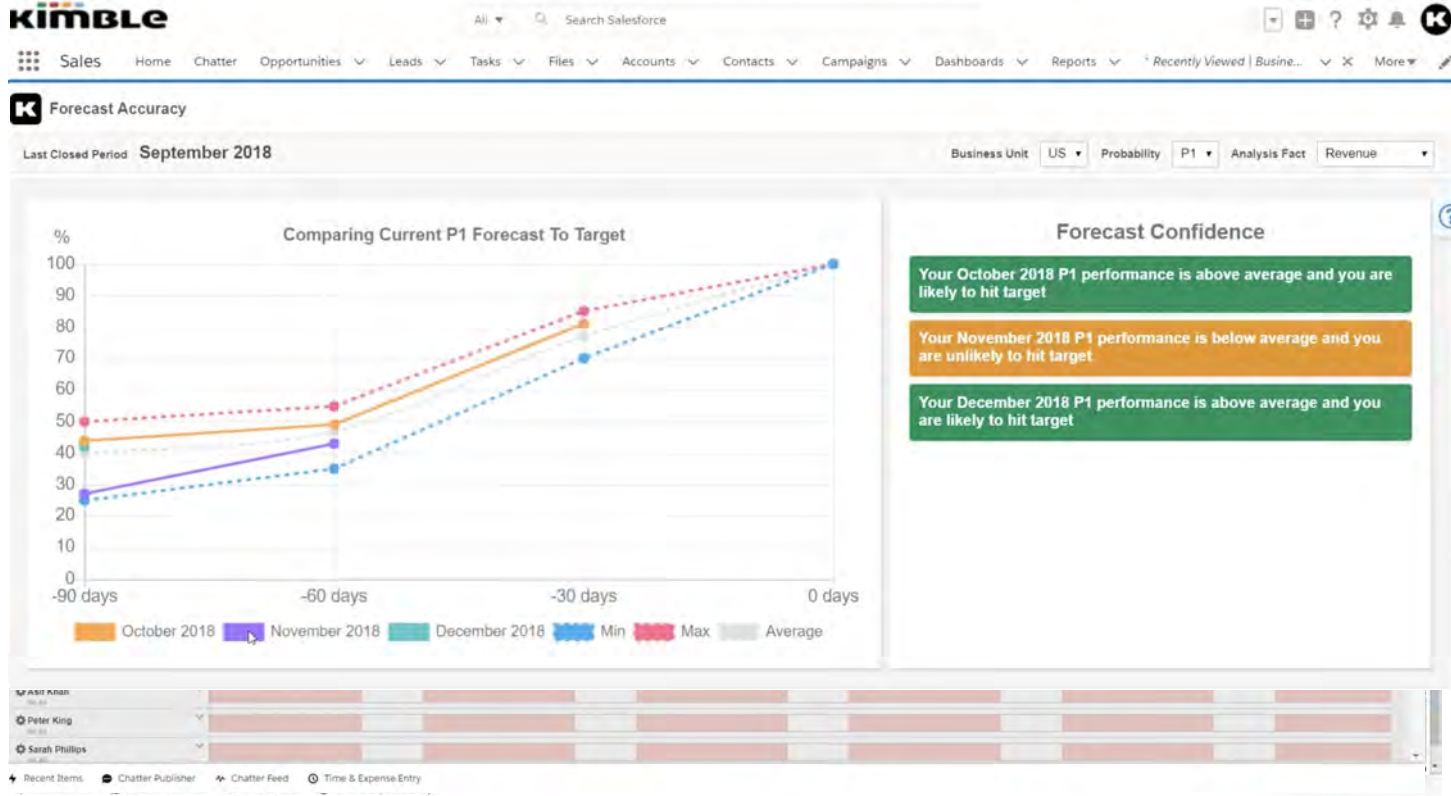 KimBLe
All Search Salesforce
Sales Home Chatter Opportunities Leads Tasks Files Accounts Contacts Campaigns Dashboards Reports * Recently Viewed | Busine... More
K Forecast Accuracy
Last Closed Period September 2018 Business Unit US Probability P1 Analysis Fact Revenue
% Comparing Current P1 Forecast To Target
100
90
80
70
60
50
40
30
20
10
0
-90 days -60 days -30 days 0 days
October 2018 November 2018 December 2018 Min Max Average
Forecast Confidence
Your October 2018 P1 performance is above average and you are
likely to hit target
Your November 2018 P1 performance is below average and you
are unlikely to hit target
Your December 2018 P1 performance is above average and you
are likely to hit target
Asif Khan
Peter King
Sarah Phillips
Recent Items Chatter Publisher Chatter Feed Time & Expense Entry